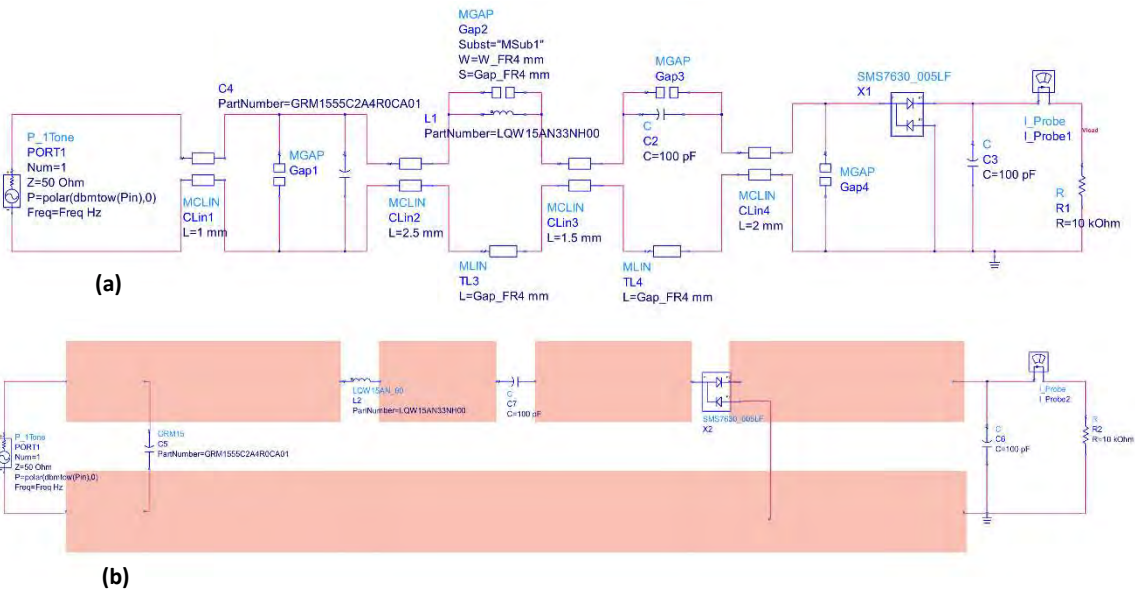 MGAP
Gap2
Subst="MSub1"
W=W_FR4 mm
S=Gap_FR4 mm
MGAP
Gap3
SMS7630_005LF
X1
C4
PartNumber=GRM1555C2A4R0CA01
L1
PartNumber=LQW15AN33NH00
C
C2
C=100 pF
I_Probe
I_Probe1
P_1Tone
PORT1
Num=1
Z=50 Ohm
P=polar(dbmtow(Pin),0)
Freq=Freq Hz
MGAP
Gap1
MGAP
Gap4
C
C3
C=100 pF
R
R1
R=10 kOhm
MCLIN
CLin1
L=1 mm
MCLIN
CLin2
L=2.5 mm
MCLIN
CLin3
L=1.5 mm
MCLIN
CLin4
L=2 mm
MLIN
TL3
L=Gap_FR4 mm
MLIN
TL4
L=Gap_FR4 mm
(a)
LQW15AN_00
L2
PartNumber=LQW15AN33NH00
C
C7
C=100 pF
SMS7630_005LF
X2
I_Probe
I_Probe2
P_1Tone
PORT1
Num=1
Z=50 Ohm
P=polar(dbmtow(Pin),0)
Freq=Freq Hz
GRM15
C5
PartNumber=GRM1555C2A4R0CA01
C
C6
C=100 pF
R
R2
R=10 kOhm
(b)